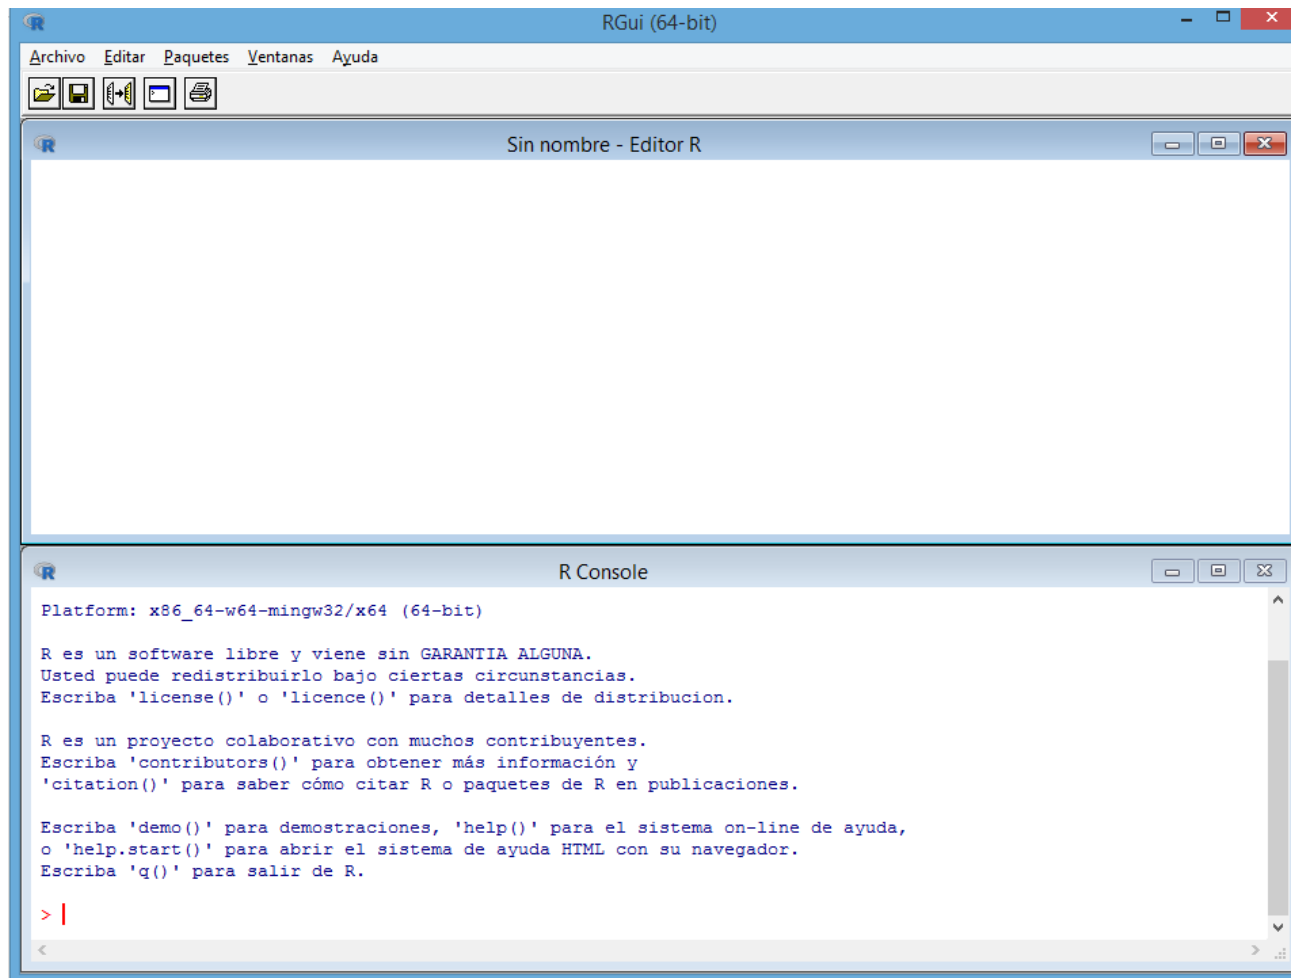 RGui (64-bit)
Archivo Editar Paquetes Ventanas Ayuda
Sin nombre - Editor R
R Console
Platform: x86_64-w64-mingw32/x64 (64-bit)
R es un software libre y viene sin GARANTIA ALGUNA.
Usted puede redistribuirlo bajo ciertas circunstancias.
Escriba 'license()' o 'licence()' para detalles de distribucion.
R es un proyecto colaborativo con muchos contribuyentes.
Escriba 'contributors()' para obtener más información y
'citation()' para saber cómo citar R o paquetes de R en publicaciones.
Escriba 'demo()' para demostraciones, 'help()' para el sistema on-line de ayuda,
o 'help.start()' para abrir el sistema de ayuda HTML con su navegador.
Escriba 'q()' para salir de R.
>